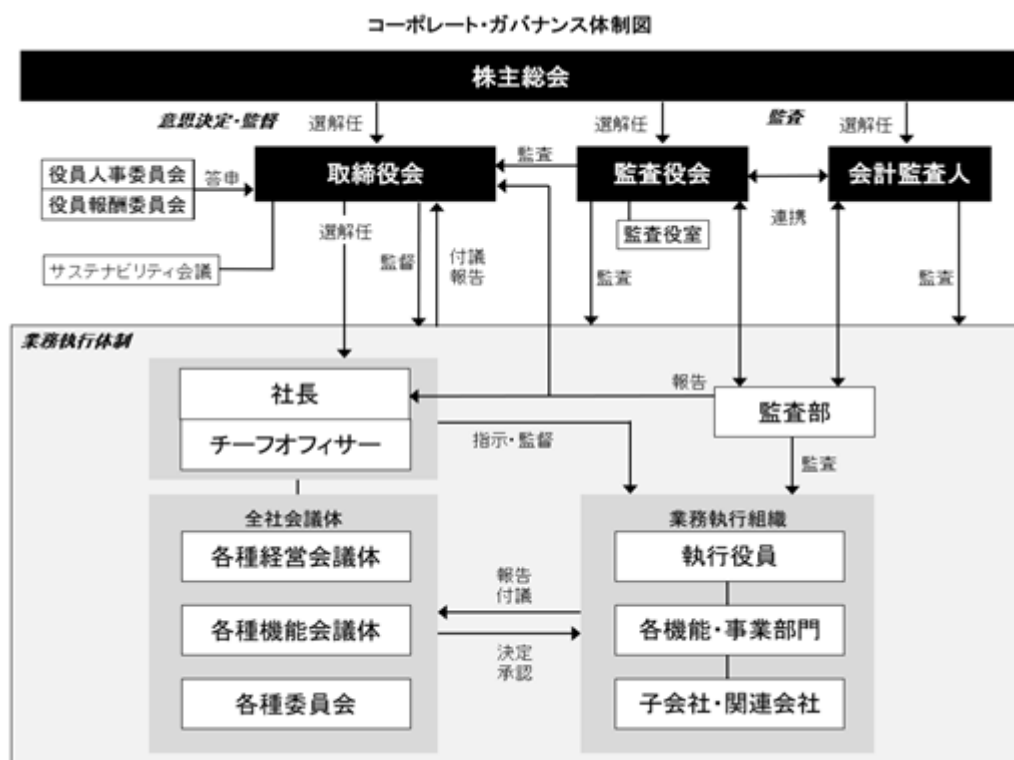 コーポレート・ガバナンス体制図
株主総会
意思決定・監督
選解任
選解任
監査
選解任
役員人事委員会
役員報酬委員会
答申
取締役会
監査
監査役会
会計監査人
連携
監査役室
サステナビリティ会議
選解任
監督
付議
報告
監査
監査
業務執行体制
社長
チーフオフィサー
報告
監査部
指示・監督
監査
全社会議体
各種経営会議体
各種機能会議体
各種委員会
報告
付議
決定
承認
業務執行組織
執行役員
各機能・事業部門
子会社・関連会社